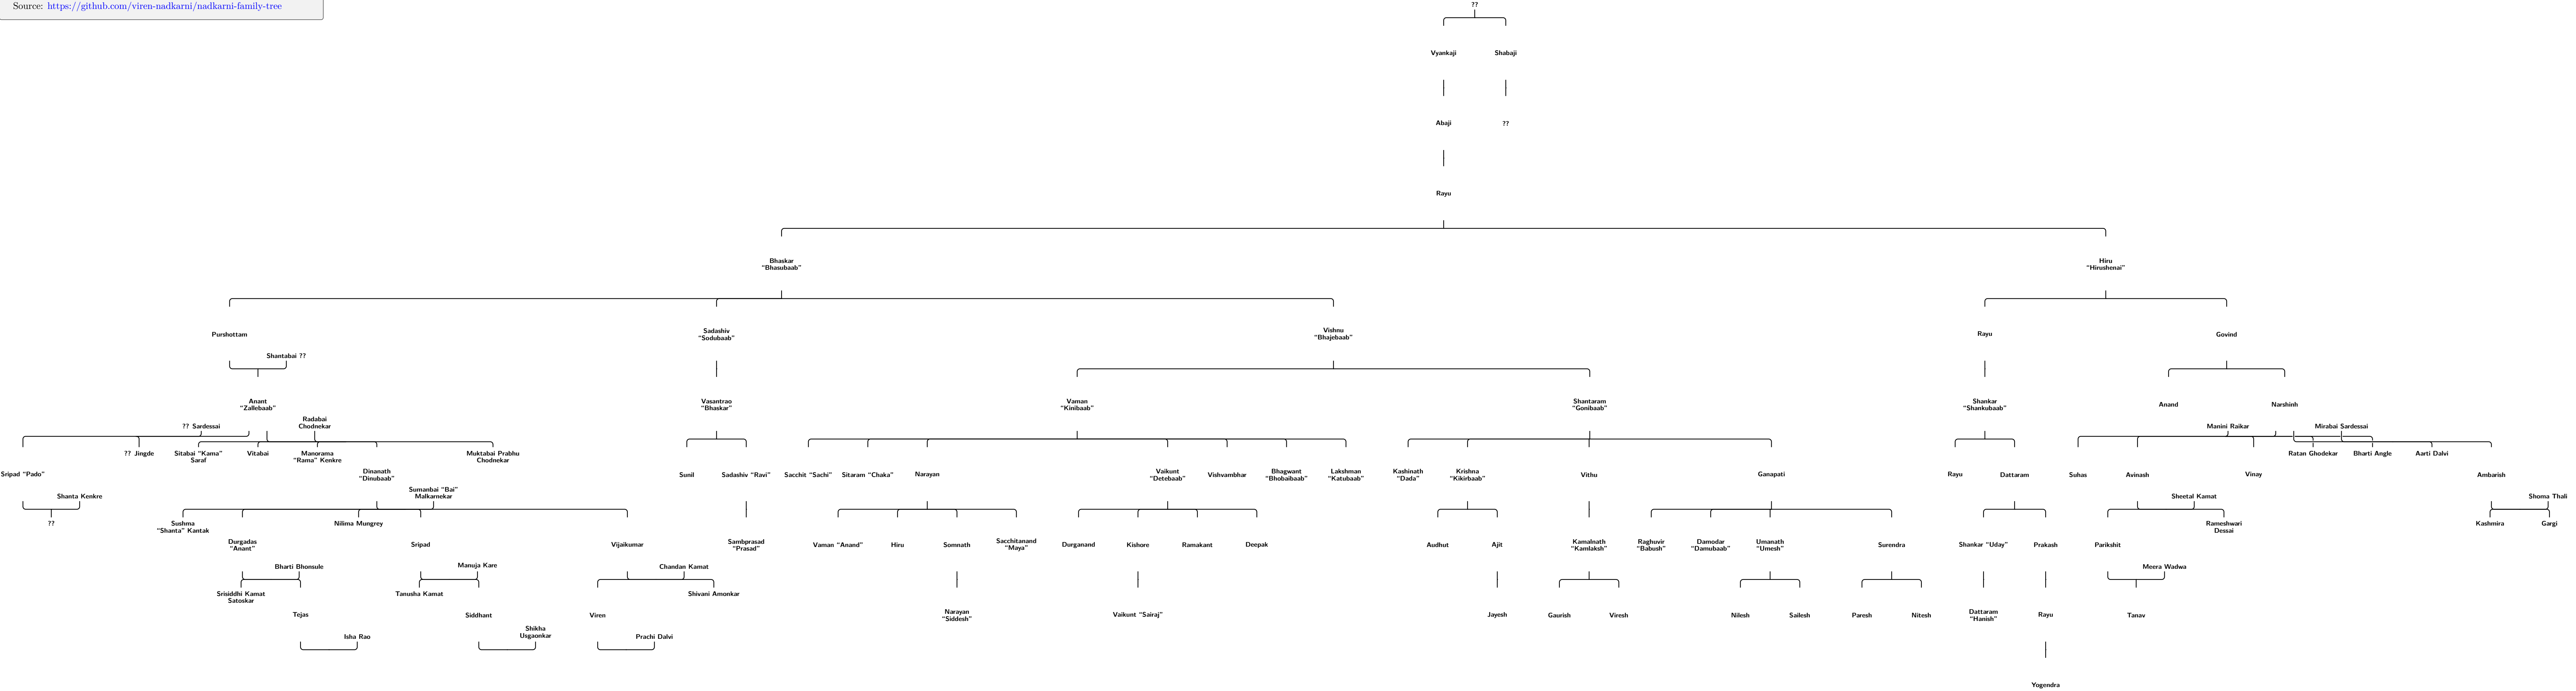 Source: https://github.com/viren-nadkarni/nadkarni-family-tree
??
Vyankaji
Shabaji
Abaji
??
Rayu
Bhaskar
“Bhasubaab”
Hiru
“Hirushenai”
Purshottam
Sadashiv
“Sodubaab”
Vishnu
“Bhajebaab”
Rayu
Govind
Shantabai ??
Anant
“Zallebaab”
Vasantrao
“Bhaskar”
Vaman
“Kinibaab”
Shantaram
“Gonibaab”
Shankar
“Shankubaab”
Anand
Narshinh
?? Sardessai
Radabai
Chodnekar
Manini Raikar
Mirabai Sardessai
?? Jingde
Sitabai “Kama”
Saraf
Vitabai
Manorama
“Rama” Kenkre
Muktabai Prabhu
Chodnekar
Ratan Ghodekar
Bharti Angle
Aarti Dalvi
Sripad “Pado”
Dinanath
“Dinubaab”
Sunil
Sadashiv “Ravi”
Sacchit “Sachi”
Sitaram “Chaka”
Narayan
Vaikunt
“Detebaab”
Vishvambhar
Bhagwant
“Bhobaibaab”
Lakshman
“Katubaab”
Kashinath
“Dada”
Krishna
“Kikirbaab”
Vithu
Ganapati
Rayu
Dattaram
Suhas
Avinash
Vinay
Ambarish
Shanta Kenkre
Sumanbai “Bai”
Malkarnekar
Sheetal Kamat
Shoma Thali
??
Sushma
“Shanta” Kantak
Nilima Mungrey
Rameshwari
Dessai
Kashmira
Gargi
Durgadas
“Anant”
Sripad
Vijaikumar
Sambprasad
“Prasad”
Vaman “Anand”
Hiru
Somnath
Sacchitanand
“Maya”
Durganand
Kishore
Ramakant
Deepak
Audhut
Ajit
Kamalnath
“Kamlaksh”
Raghuvir
“Babush”
Damodar
“Damubaab”
Umanath
“Umesh”
Surendra
Shankar “Uday”
Prakash
Parikshit
Bharti Bhonsule
Manuja Kare
Chandan Kamat
Meera Wadwa
Srisiddhi Kamat
Satoskar
Tanusha Kamat
Shivani Amonkar
Tejas
Siddhant
Viren
Narayan
“Siddesh”
Vaikunt “Sairaj”
Jayesh
Gaurish
Viresh
Nilesh
Sailesh
Paresh
Nitesh
Dattaram
“Hanish”
Rayu
Tanav
Isha Rao
Shikha
Usgaonkar
Prachi Dalvi
Yogendra